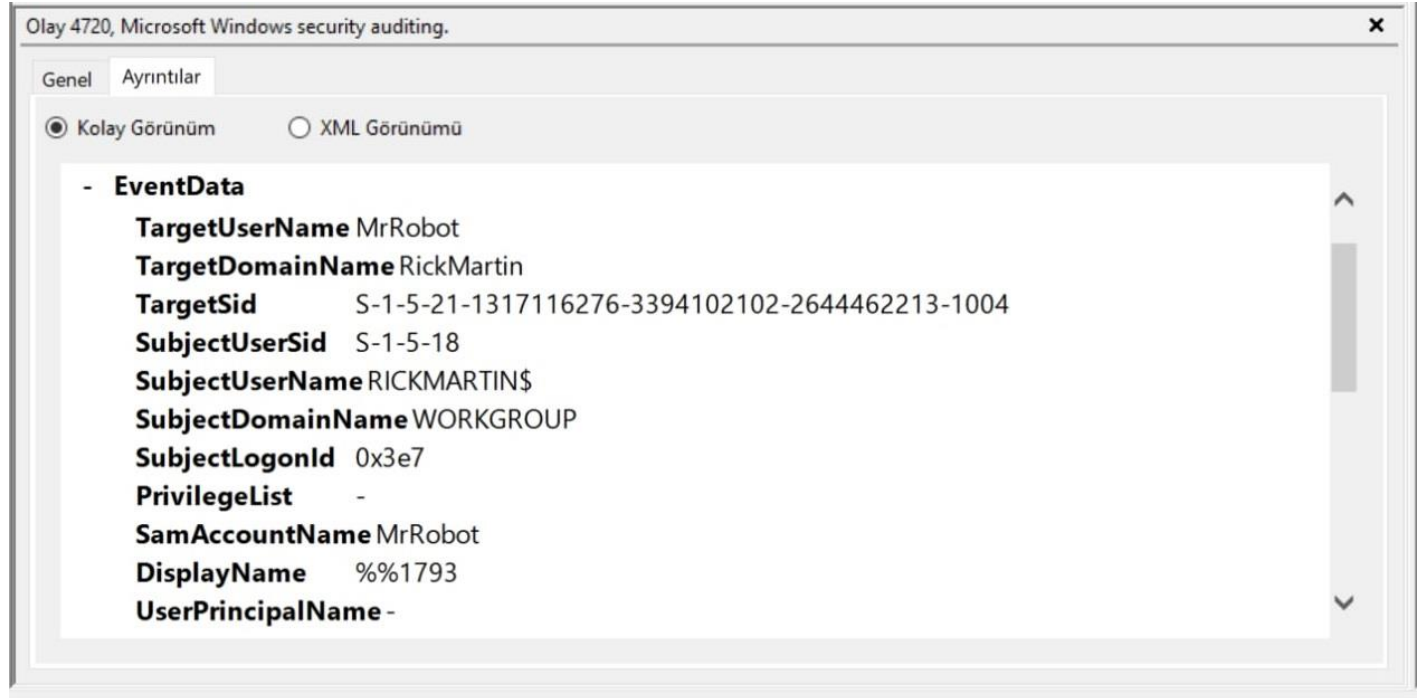 Olay 4720, Microsoft Windows security auditing.
Genel Ayrıntılar
Kolay Görünüm XML Görünümü
- EventData
TargetUserName MrRobot
TargetDomainName RickMartin
TargetSid S-1-5-21-1317116276-3394102102-2644462213-1004
SubjectUserSid S-1-5-18
SubjectUserName RICKMARTIN$
SubjectDomainName WORKGROUP
SubjectLogonId 0x3e7
PrivilegeList -
SamAccountName MrRobot
DisplayName %%1793
UserPrincipalName -